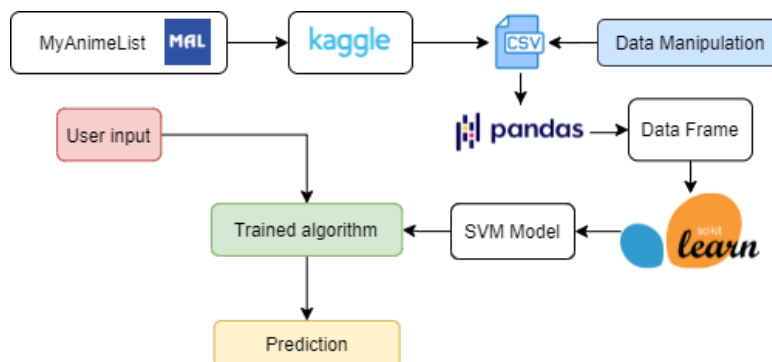 MyAnimeList MAL
kaggle
CSV
Data Manipulation
User input
pandas
Data Frame
Trained algorithm
SVM Model
scikit
learn
Prediction